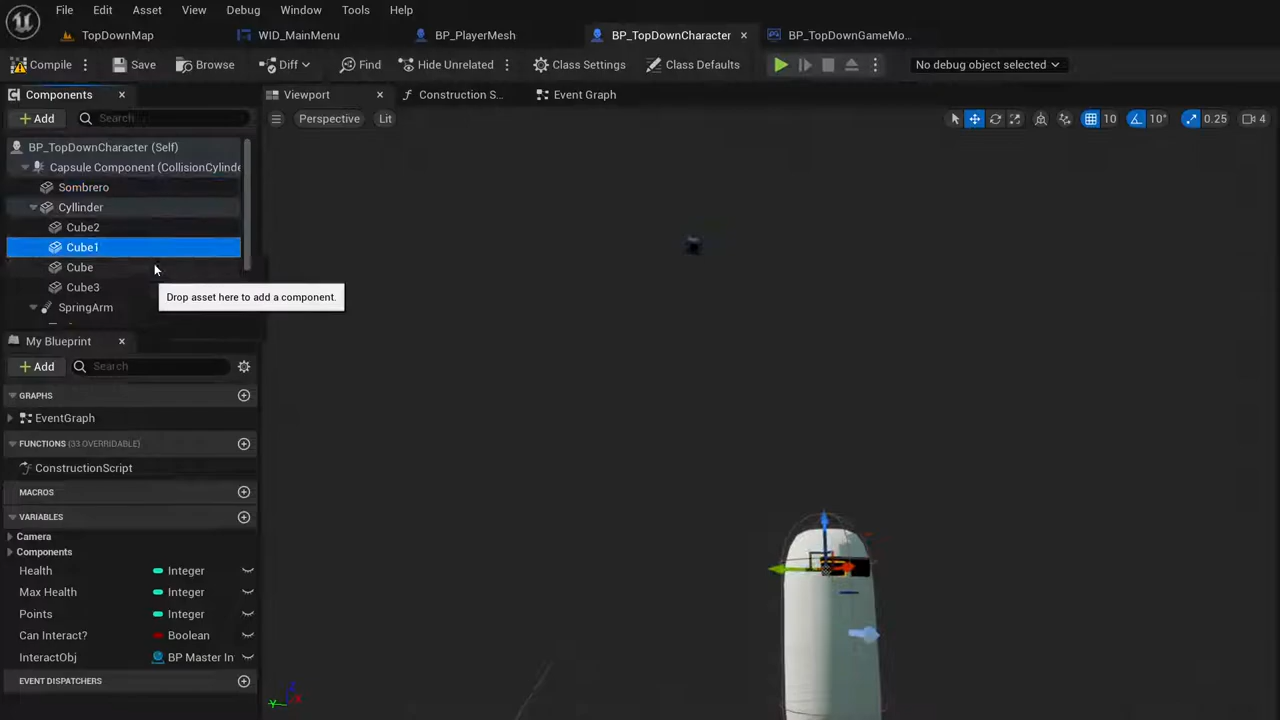 File Edit Asset View Debug Window Tools Help
TopDownMap WID_MainMenu BP_PlayerMesh BP_TopDownCharacter BP_TopDownGameMo...
Compile Save Browse Diff Find Hide Unrelated Class Settings Class Defaults No debug object selected
Components Viewport Construction S... Event Graph
+ Add Search Perspective Lit 10 10° 0.25 4
BP_TopDownCharacter (Self)
Capsule Component (CollisionCylinde
Sombrero
Cyllinder
Cube2
Cube1
Cube
Cube3
Drop asset here to add a component.
SpringArm
My Blueprint
+ Add Search
GRAPHS
EventGraph
FUNCTIONS (33 OVERRIDABLE)
ConstructionScript
MACROS
VARIABLES
Camera
Components
Health Integer
Max Health Integer
Points Integer
Can Interact? Boolean
InteractObj BP Master In
EVENT DISPATCHERS